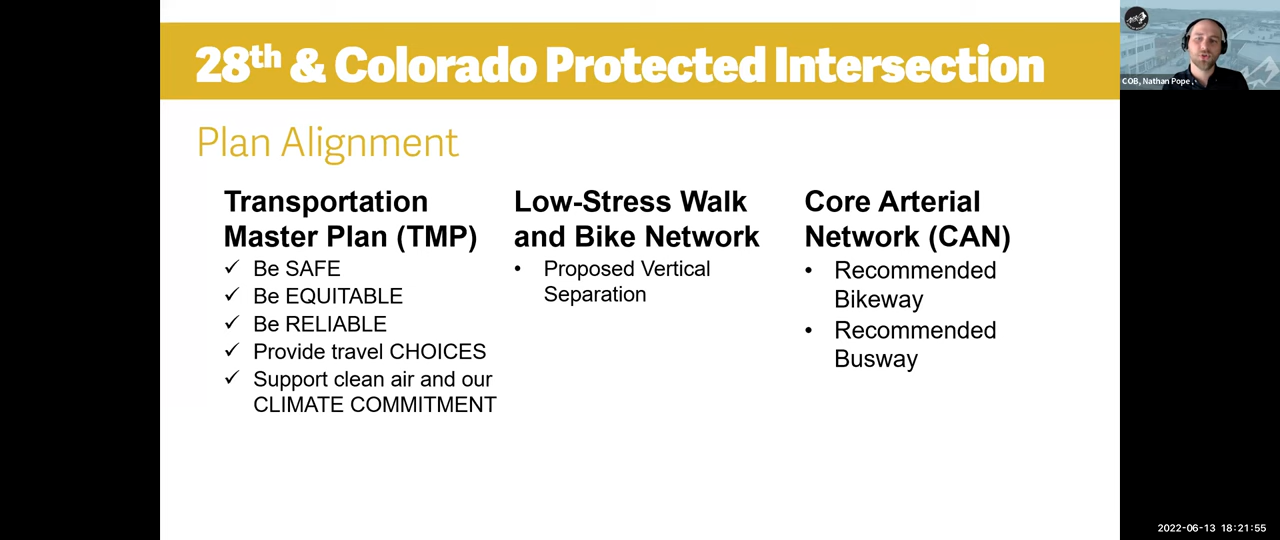 28th & Colorado Protected Intersection
Plan Alignment
Transportation
Master Plan (TMP)
✓ Be SAFE
✓ Be EQUITABLE
✓ Be RELIABLE
✓ Provide travel CHOICES
✓ Support clean air and our
CLIMATE COMMITMENT
Low-Stress Walk
and Bike Network
• Proposed Vertical
Separation
Core Arterial
Network (CAN)
• Recommended
Bikeway
• Recommended
Busway
COB, Nathan Pope
2022-06-13 18:21:55